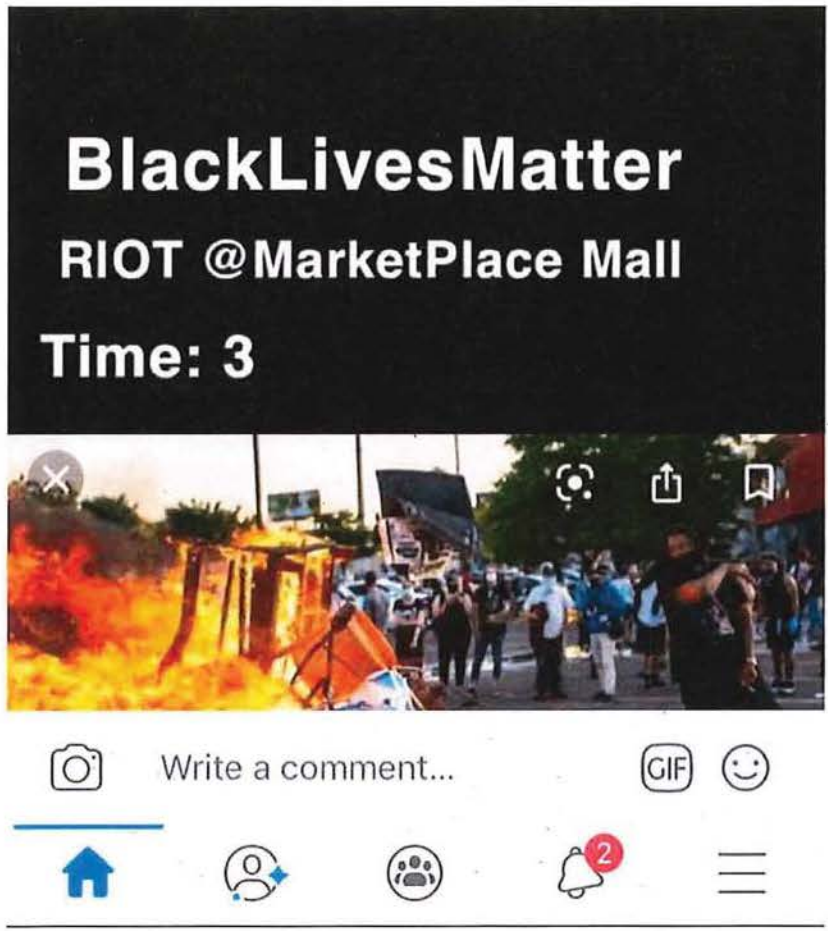 BlackLivesMatter
RIOT @MarketPlace Mall
Time: 3
Write a comment...
GIF
2